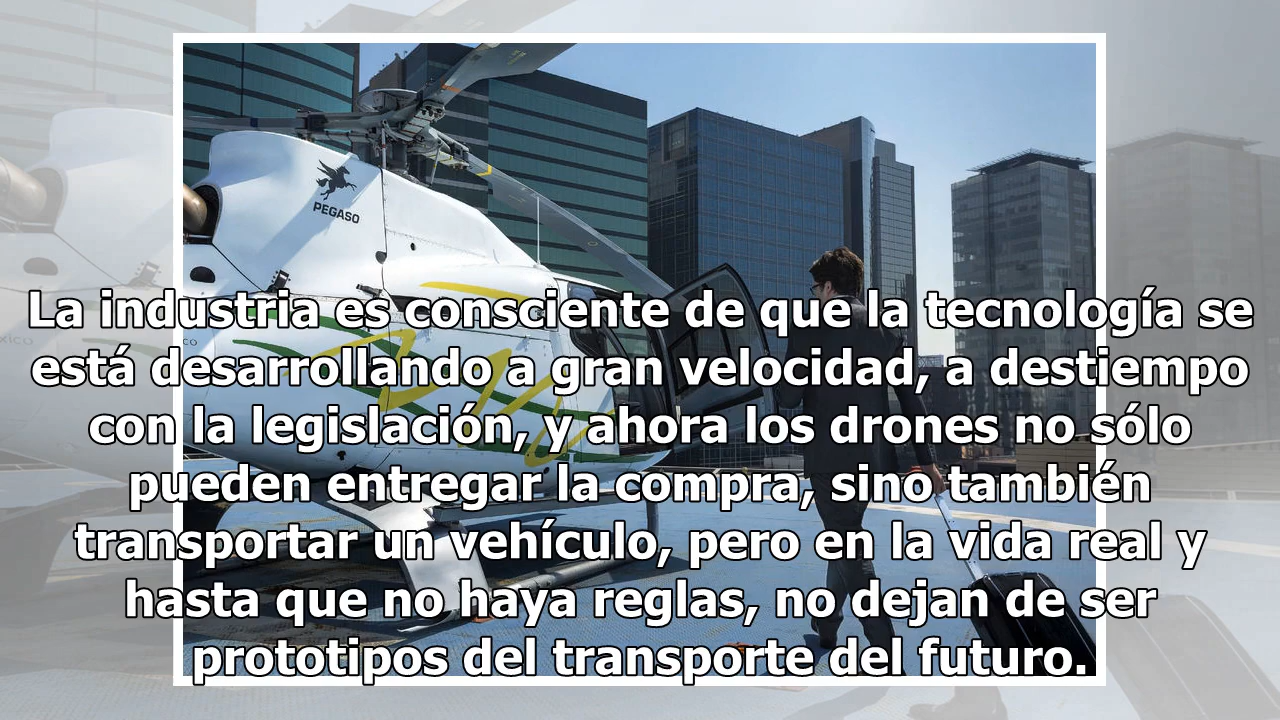 PEGASO
La industria es consciente de que la tecnología se
está desarrollando a gran velocidad, a destiempo
con la legislación, y ahora los drones no sólo
pueden entregar la compra, sino también
transportar un vehículo, pero en la vida real y
hasta que no haya reglas, no dejan de ser
prototipos del transporte del futuro.